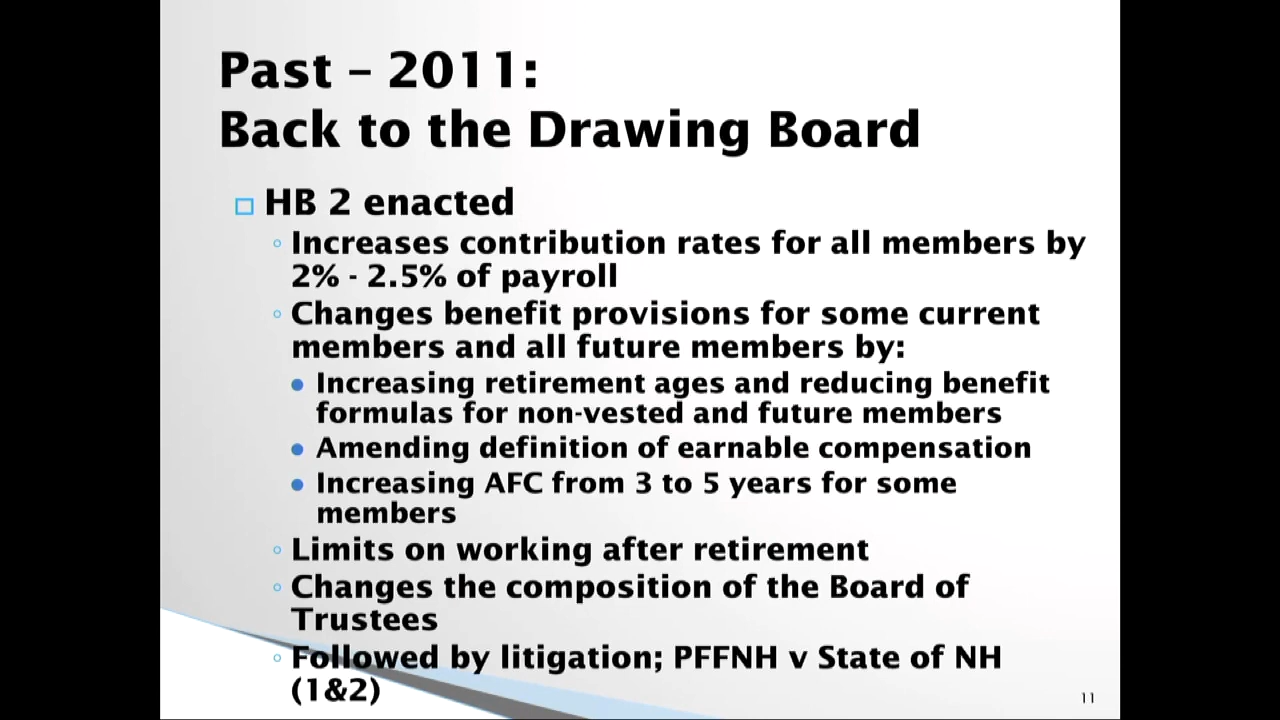 Past – 2011:
Back to the Drawing Board
HB 2 enacted
Increases contribution rates for all members by
2% - 2.5% of payroll
Changes benefit provisions for some current
members and all future members by:
Increasing retirement ages and reducing benefit
formulas for non-vested and future members
Amending definition of earnable compensation
Increasing AFC from 3 to 5 years for some
members
Limits on working after retirement
Changes the composition of the Board of
Trustees
Followed by litigation; PFFNH v State of NH
(1&2)
11